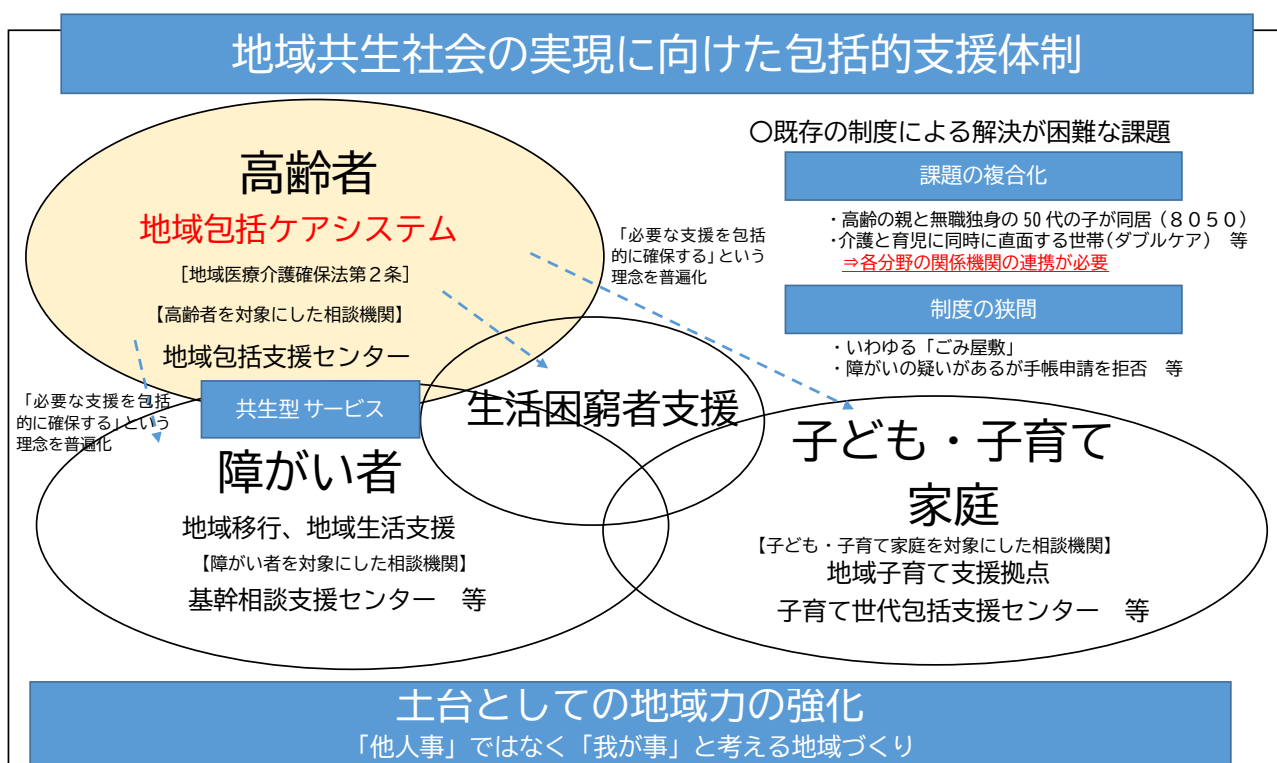 地域共生社会の実現に向けた包括的支援体制
高齢者
地域包括ケアシステム
[地域医療介護確保法第2条]
【高齢者を対象にした相談機関】
地域包括支援センター
「必要な支援を包括
的に確保する」という
理念を普遍化
〇既存の制度による解決が困難な課題
課題の複合化
・高齢の親と無職独身の50代の子が同居（８０５０）
・介護と育児に同時に直面する世帯(ダブルケア)　等
⇒各分野の関係機関の連携が必要
制度の狭間
・いわゆる「ごみ屋敷」
・障がいの疑いがあるが手帳申請を拒否　等
「必要な支援を包括
的に確保する」という
理念を普遍化
共生型サービス
生活困窮者支援
障がい者
地域移行、地域生活支援
【障がい者を対象にした相談機関】
基幹相談支援センター　等
子ども・子育て
家庭
【子ども・子育て家庭を対象にした相談機関】
地域子育て支援拠点
子育て世代包括支援センター　等
土台としての地域力の強化
「他人事」ではなく「我が事」と考える地域づくり